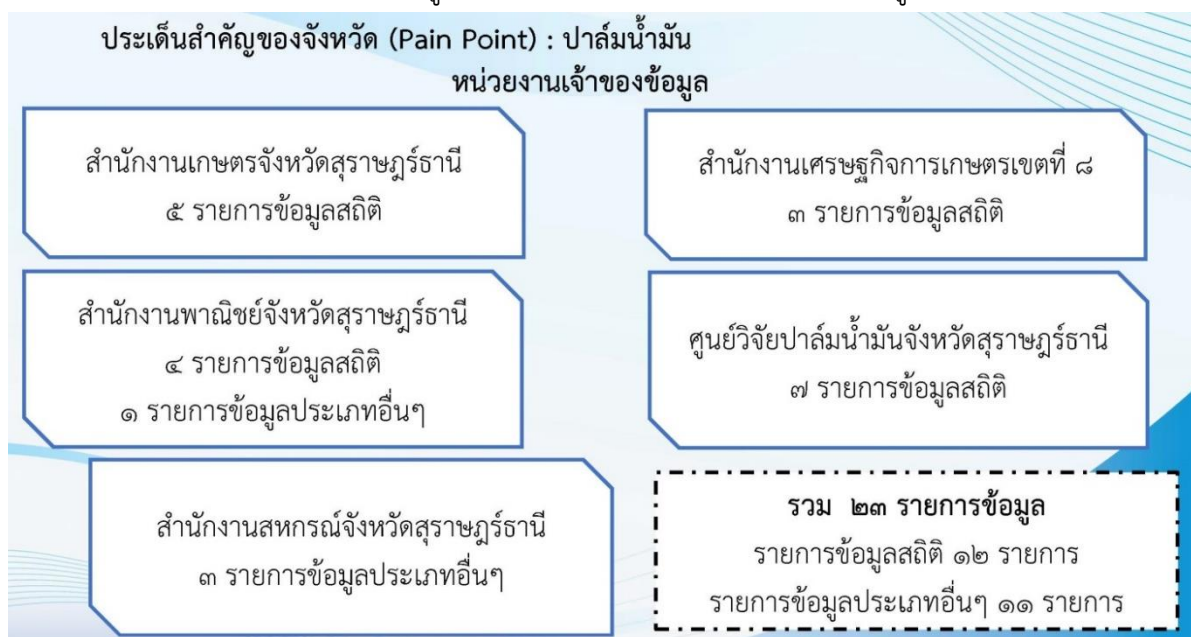 ประเด็นสำคัญของจังหวัด (Pain Point) : ปาล์มน้ำมัน
หน่วยงานเจ้าของข้อมูล
สำนักงานเกษตรจังหวัดสุราษฎร์ธานี
๕ รายการข้อมูลสถิติ
สำนักงานเศรษฐกิจการเกษตรเขตที่ ๘
๓ รายการข้อมูลสถิติ
สำนักงานพาณิชย์จังหวัดสุราษฎร์ธานี
๔ รายการข้อมูลสถิติ
๑ รายการข้อมูลประเภทอื่นๆ
ศูนย์วิจัยปาล์มน้ำมันจังหวัดสุราษฎร์ธานี
๗ รายการข้อมูลสถิติ
สำนักงานสหกรณ์จังหวัดสุราษฎร์ธานี
๓ รายการข้อมูลประเภทอื่นๆ
รวม ๒๓ รายการข้อมูล
รายการข้อมูลสถิติ ๑๒ รายการ
รายการข้อมูลประเภทอื่นๆ ๑๑ รายการ